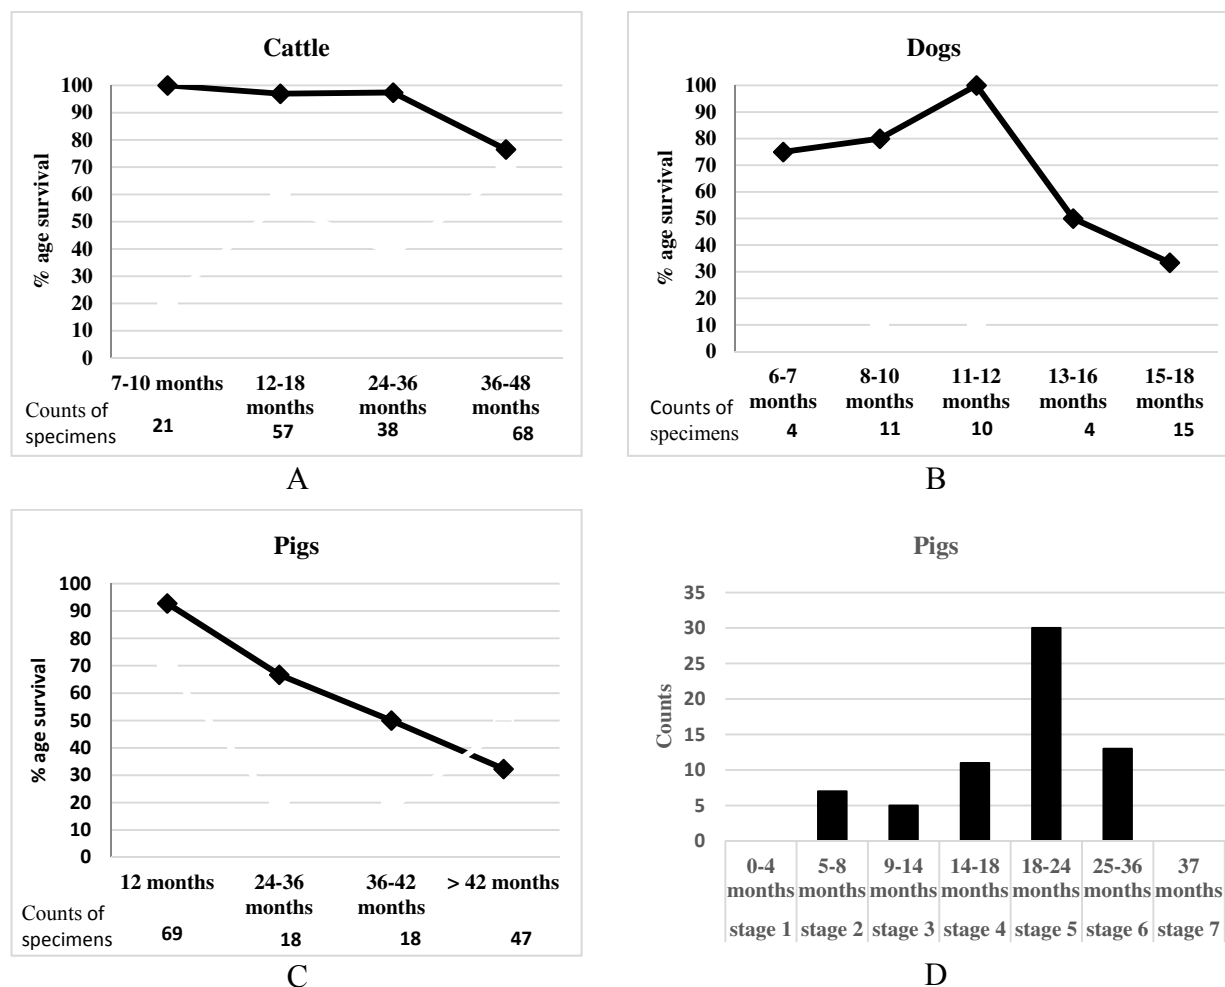 Cattle
% age survival
100
90
80
70
60
50
40
30
20
10
0
7-10 months
12-18 months
24-36 months
36-48 months
Counts of specimens
21
57
38
68
A
Dogs
% age survival
100
90
80
70
60
50
40
30
20
10
0
6-7 months
8-10 months
11-12 months
13-16 months
15-18 months
Counts of specimens
4
11
10
4
15
B
Pigs
% age survival
100
90
80
70
60
50
40
30
20
10
0
12 months
24-36 months
36-42 months
> 42 months
Counts of specimens
69
18
18
47
C
Pigs
Counts
35
30
25
20
15
10
5
0
0-4 months
5-8 months
9-14 months
14-18 months
18-24 months
25-36 months
37 months
stage 1
stage 2
stage 3
stage 4
stage 5
stage 6
stage 7
D